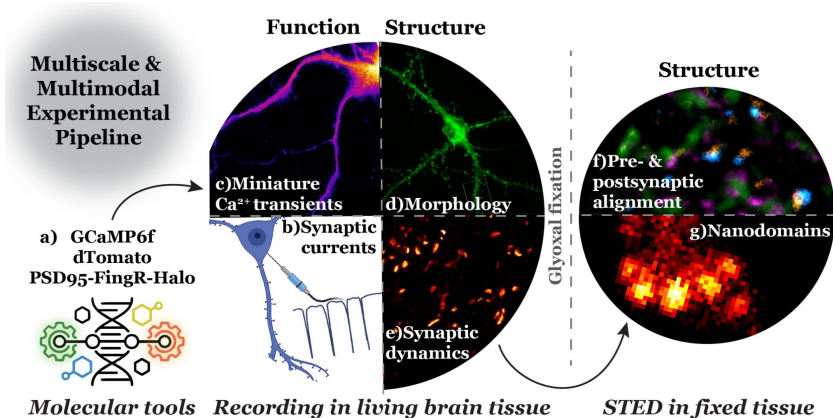 Multiscale &
Multimodal
Experimental
Pipeline
a) GCaMP6f
dTomato
PSD95-FingR-Halo
Molecular tools
Function
Structure
c)Miniature
Ca²⁺ transients
d)Morphology
b)Synaptic
currents
e)Synaptic
dynamics
Recording in living brain tissue
Glyoxal fixation
Structure
f)Pre- &
postsynaptic
alignment
g)Nanodomains
STED in fixed tissue